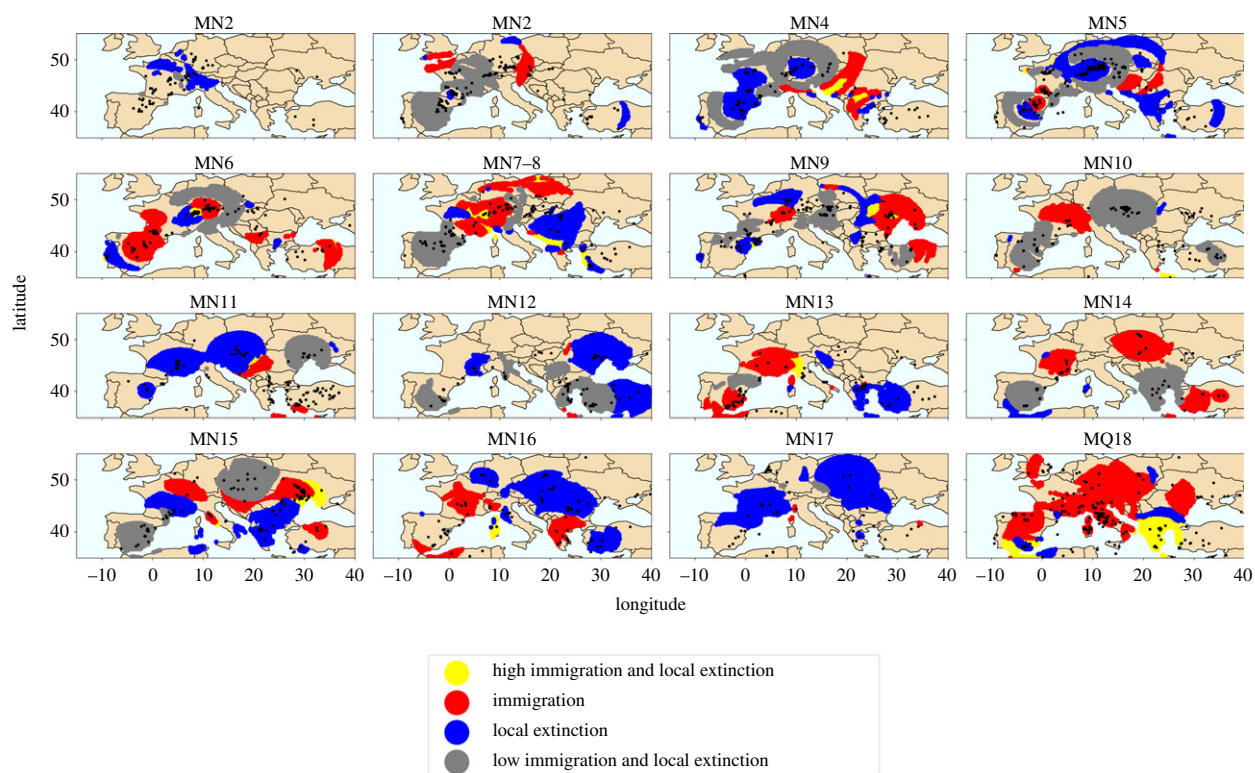 MN2 MN2 MN4 MN5
50
40
MN6 MN7–8 MN9 MN10
50
40
latitude
MN11 MN12 MN13 MN14
50
40
MN15 MN16 MN17 MQ18
50
40
–10 0 10 20 30 40 –10 0 10 20 30 40 –10 0 10 20 30 40 –10 0 10 20 30 40
longitude
high immigration and local extinction
immigration
local extinction
low immigration and local extinction